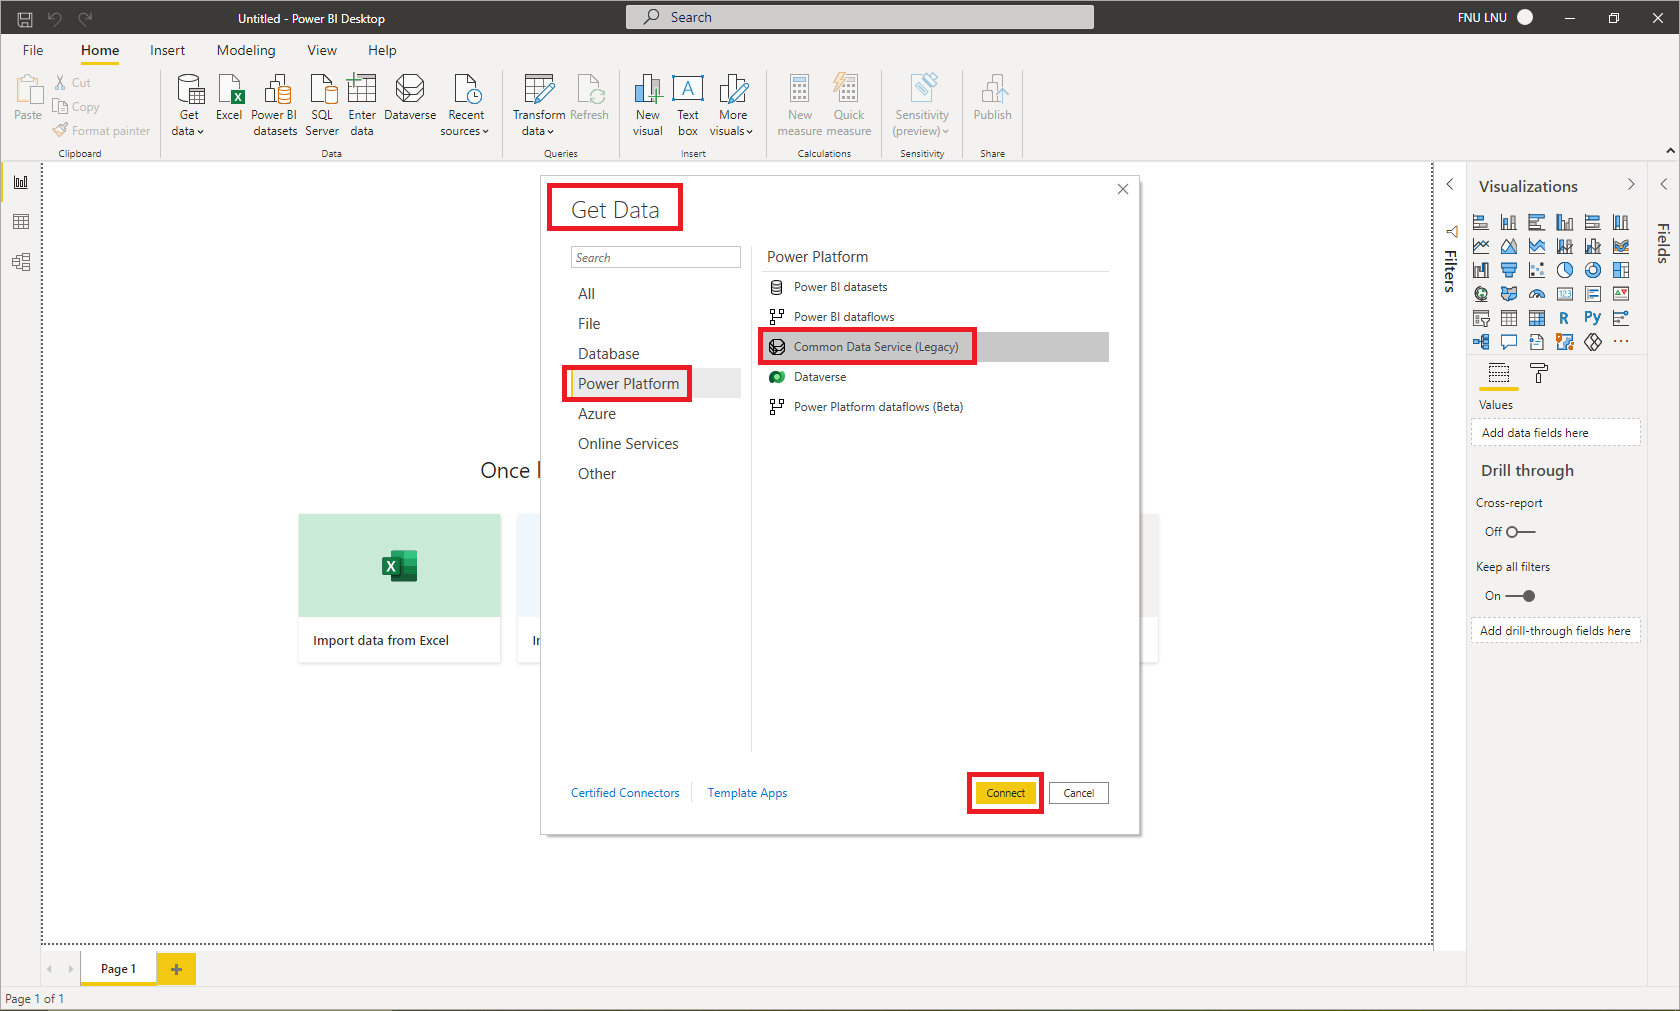 Untitled - Power BI Desktop
Search
FNU LNU
File
Home
Insert
Modeling
View
Help
Paste
Cut
Copy
Format painter
Clipboard
Get
data
Excel
Power BI
datasets
SQL
Server
Enter
data
Dataverse
Recent
sources
Data
Transform
data
Refresh
Queries
New
visual
Text
box
More
visuals
Insert
New
measure
Quick
measure
Calculations
Sensitivity
(preview)
Sensitivity
Publish
Share
Get Data
Search
All
File
Database
Power Platform
Azure
Online Services
Other
Power Platform
Power BI datasets
Power BI dataflows
Common Data Service (Legacy)
Dataverse
Power Platform dataflows (Beta)
Certified Connectors
Template Apps
Connect
Cancel
Once
Import data from Excel
Filters
Visualizations
123
R
Py
Values
Add data fields here
Drill through
Cross-report
Off
Keep all filters
On
Add drill-through fields here
Fields
Page 1
Page 1 of 1